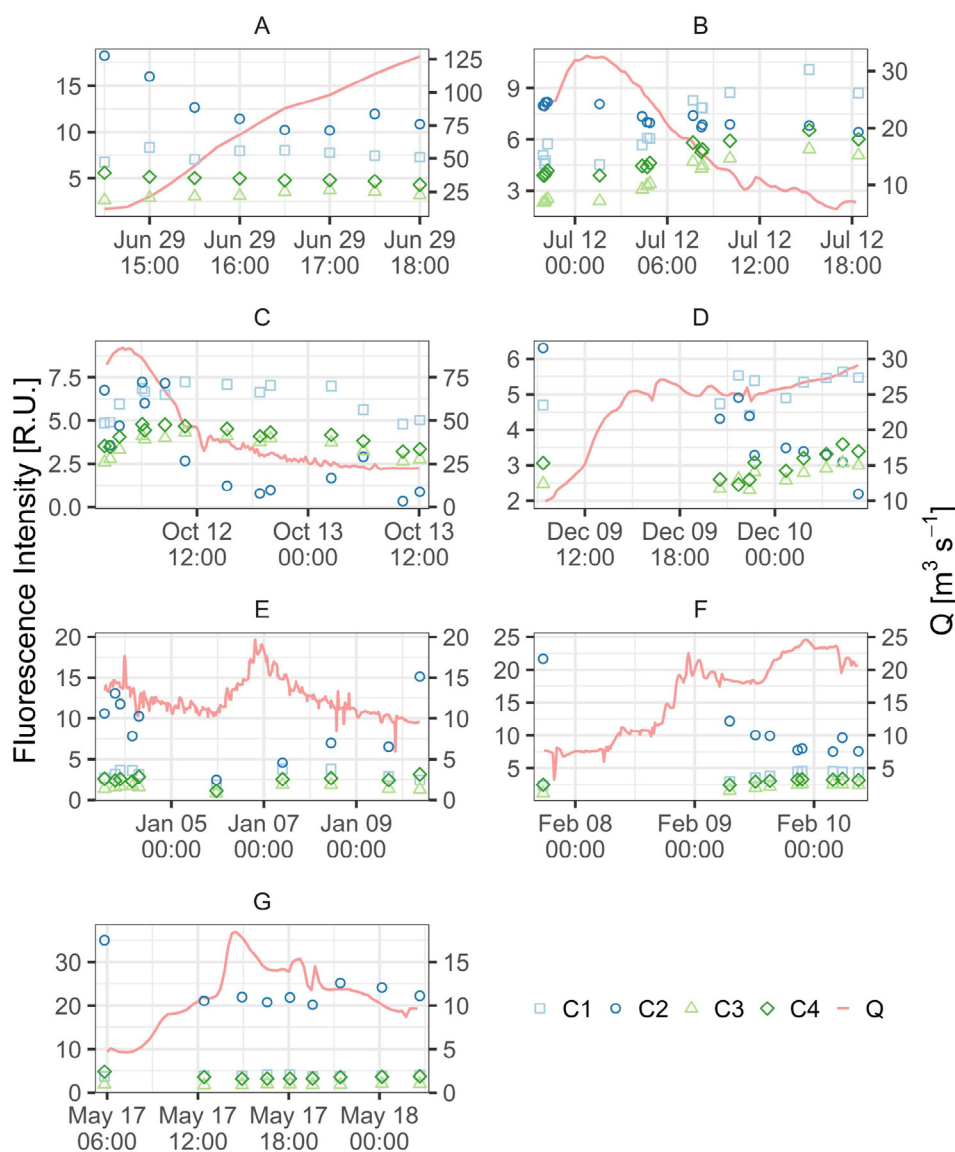 A
15
10
5
125
100
75
50
25
Jun 29 Jun 29 Jun 29 Jun 29
15:00 16:00 17:00 18:00
B
9
6
3
30
20
10
Jul 12 Jul 12 Jul 12 Jul 12
00:00 06:00 12:00 18:00
C
7.5
5.0
2.5
0.0
75
50
25
0
Oct 12 Oct 13 Oct 13
12:00 00:00 12:00
D
6
5
4
3
2
30
25
20
15
10
Dec 09 Dec 09 Dec 10
12:00 18:00 00:00
Fluorescence Intensity [R.U.]
Q [m³ s⁻¹]
E
20
15
10
5
0
20
15
10
5
0
Jan 05 Jan 07 Jan 09
00:00 00:00 00:00
F
25
20
15
10
5
25
20
15
10
5
Feb 08 Feb 09 Feb 10
00:00 00:00 00:00
G
30
20
10
0
15
10
5
0
May 17 May 17 May 17 May 18
06:00 12:00 18:00 00:00
C1 C2 C3 C4 Q